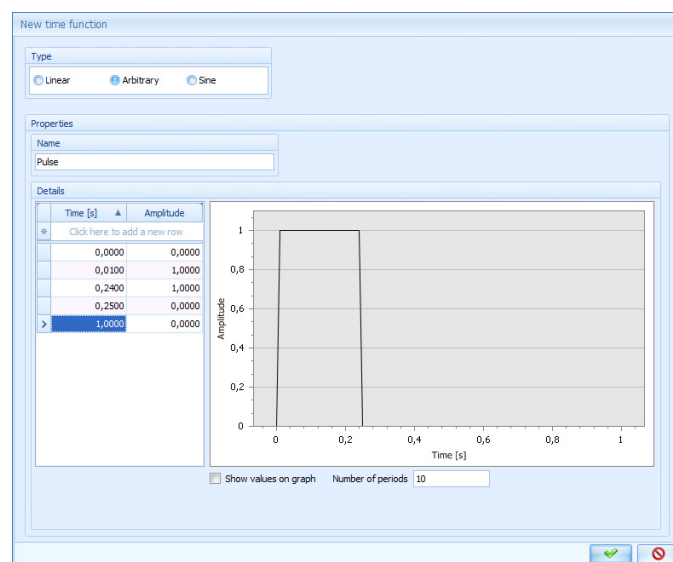 New time function
Type
Linear Arbitrary Sine
Properties
Name
Pulse
Details
Time [s] Amplitude
Click here to add a new row
0,0000 0,0000
0,0100 1,0000
0,2400 1,0000
0,2500 0,0000
1,0000 0,0000
1
0,8
0,6
0,4
0,2
0
Amplitude
0 0,2 0,4 0,6 0,8 1
Time [s]
Show values on graph Number of periods 10